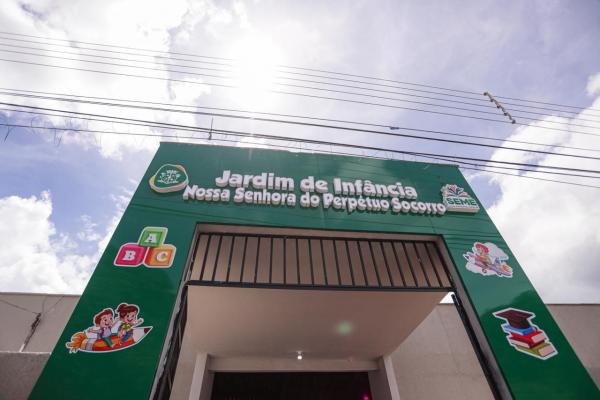 Jardim de Infância
Nossa Senhora do Perpétuo Socorro
SEME
A
B C